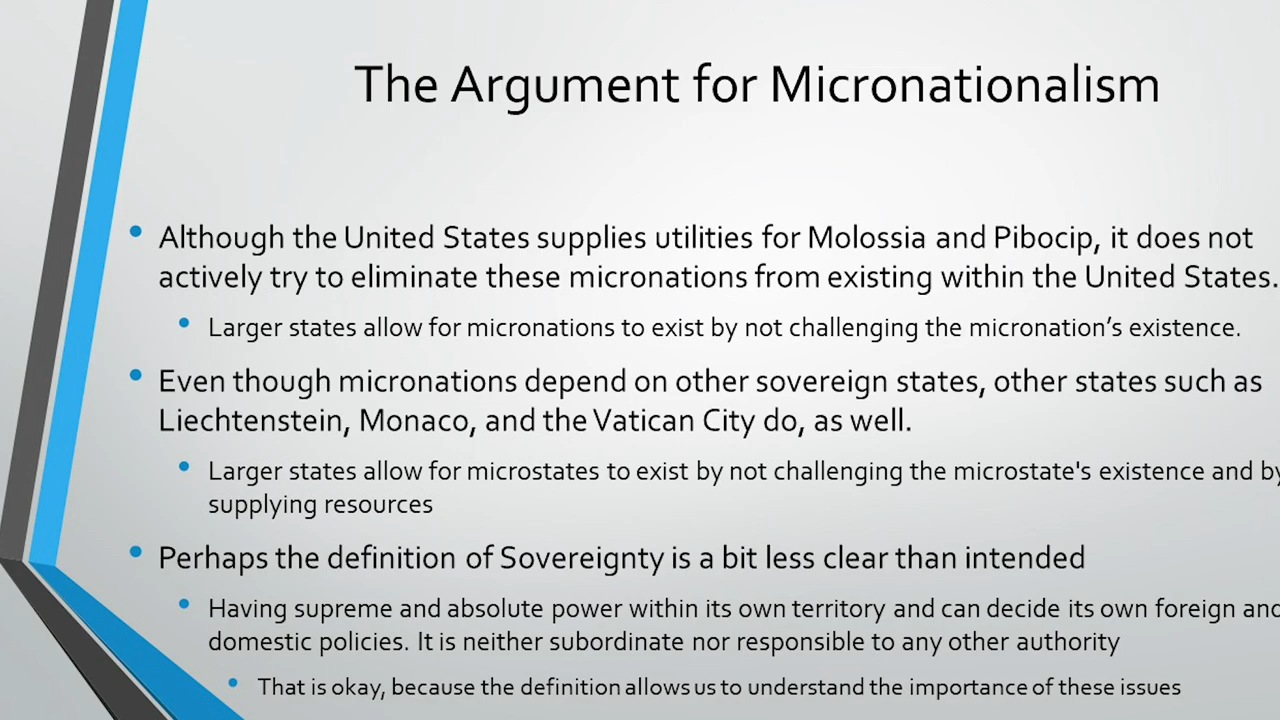 The Argument for Micronationalism
• Although the United States supplies utilities for Molossia and Pibocip, it does not
actively try to eliminate these micronations from existing within the United States.
• Larger states allow for micronations to exist by not challenging the micronation’s existence.
• Even though micronations depend on other sovereign states, other states such as
Liechtenstein, Monaco, and the Vatican City do, as well.
• Larger states allow for microstates to exist by not challenging the microstate's existence and by
supplying resources
• Perhaps the definition of Sovereignty is a bit less clear than intended
• Having supreme and absolute power within its own territory and can decide its own foreign and
domestic policies. It is neither subordinate nor responsible to any other authority
• That is okay, because the definition allows us to understand the importance of these issues